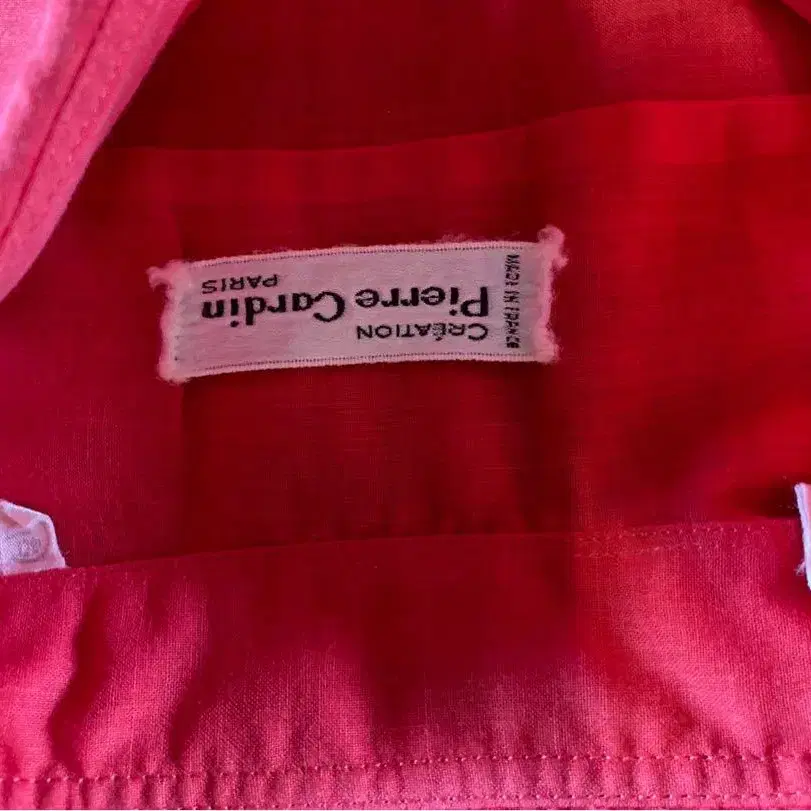 CRÉATION
Pierre Cardin
PARIS
MADE IN FRANCE